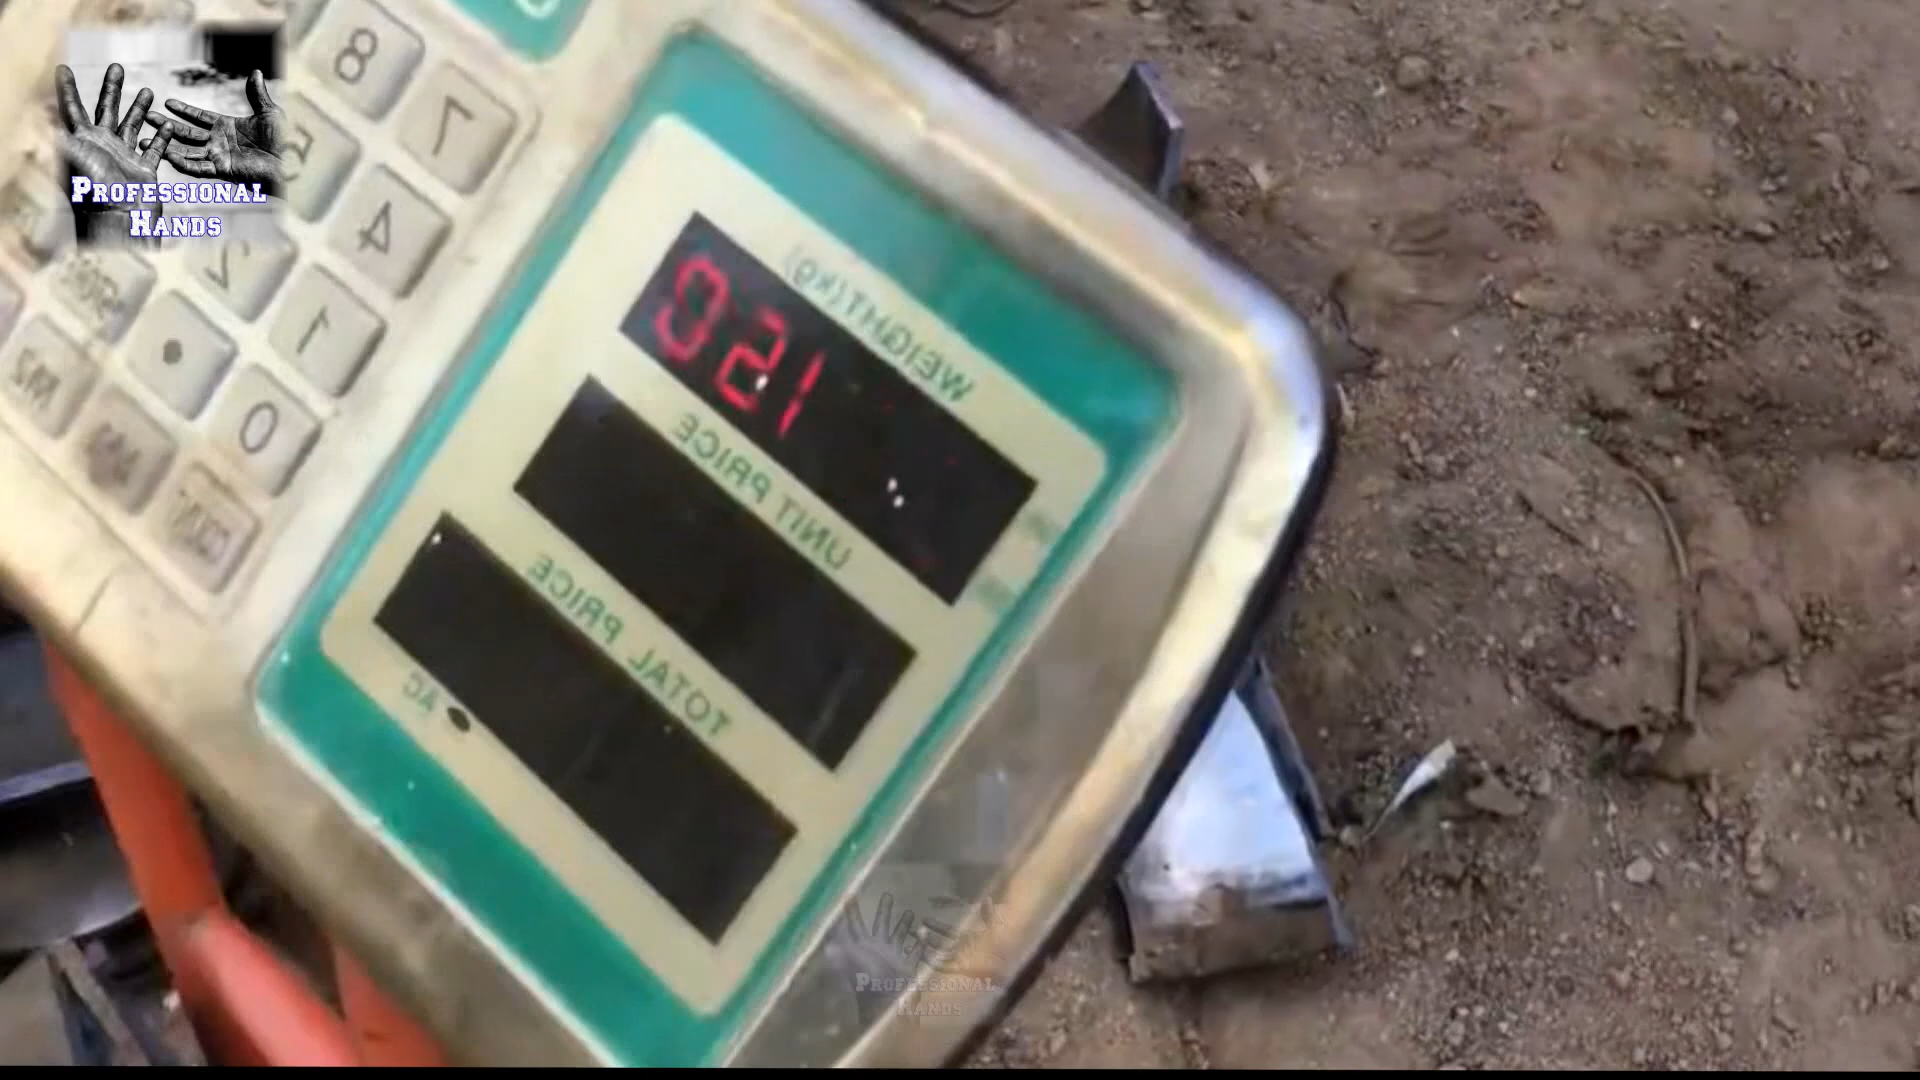 PROFESSIONAL
HANDS
7 8
4 5
1 2
0 •
M2
WEIGHT(KG)
150
UNIT PRICE
TOTAL PRICE
AC
PROFESSIONAL
HANDS